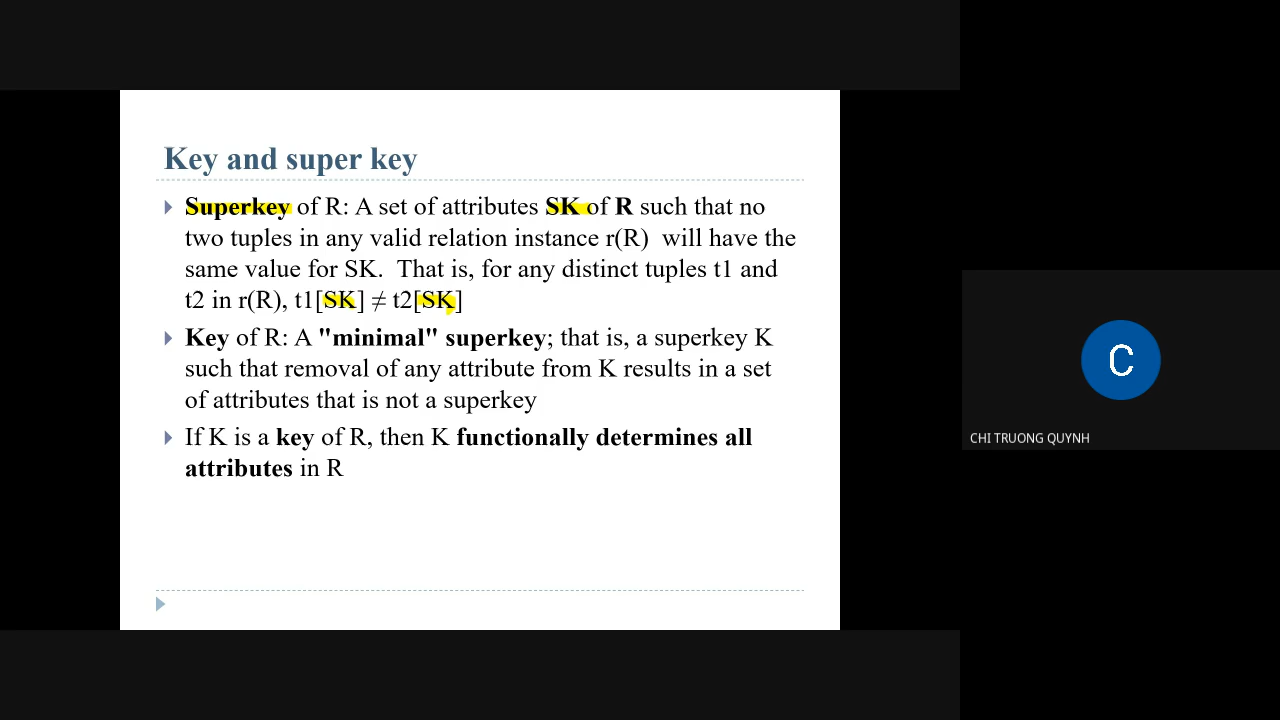 Key and super key
Superkey of R: A set of attributes SK of R such that no
two tuples in any valid relation instance r(R) will have the
same value for SK. That is, for any distinct tuples t1 and
t2 in r(R), t1[SK] ≠ t2[SK]
Key of R: A "minimal" superkey; that is, a superkey K
such that removal of any attribute from K results in a set
of attributes that is not a superkey
If K is a key of R, then K functionally determines all
attributes in R
C
CHI TRUONG QUYNH